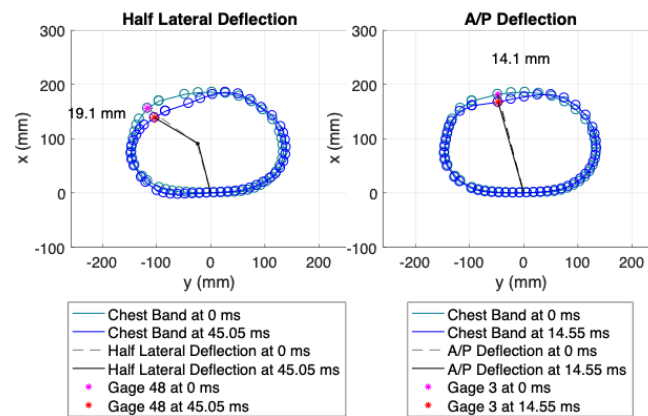 Half Lateral Deflection
300
200
100
0
-100
x (mm)
19.1 mm
-200
-100
0
100
200
y (mm)
Chest Band at 0 ms
Chest Band at 45.05 ms
Half Lateral Deflection at 0 ms
Half Lateral Deflection at 45.05 ms
Gage 48 at 0 ms
Gage 48 at 45.05 ms
A/P Deflection
300
200
100
0
-100
x (mm)
14.1 mm
-200
-100
0
100
200
y (mm)
Chest Band at 0 ms
Chest Band at 14.55 ms
A/P Deflection at 0 ms
A/P Deflection at 14.55 ms
Gage 3 at 0 ms
Gage 3 at 14.55 ms